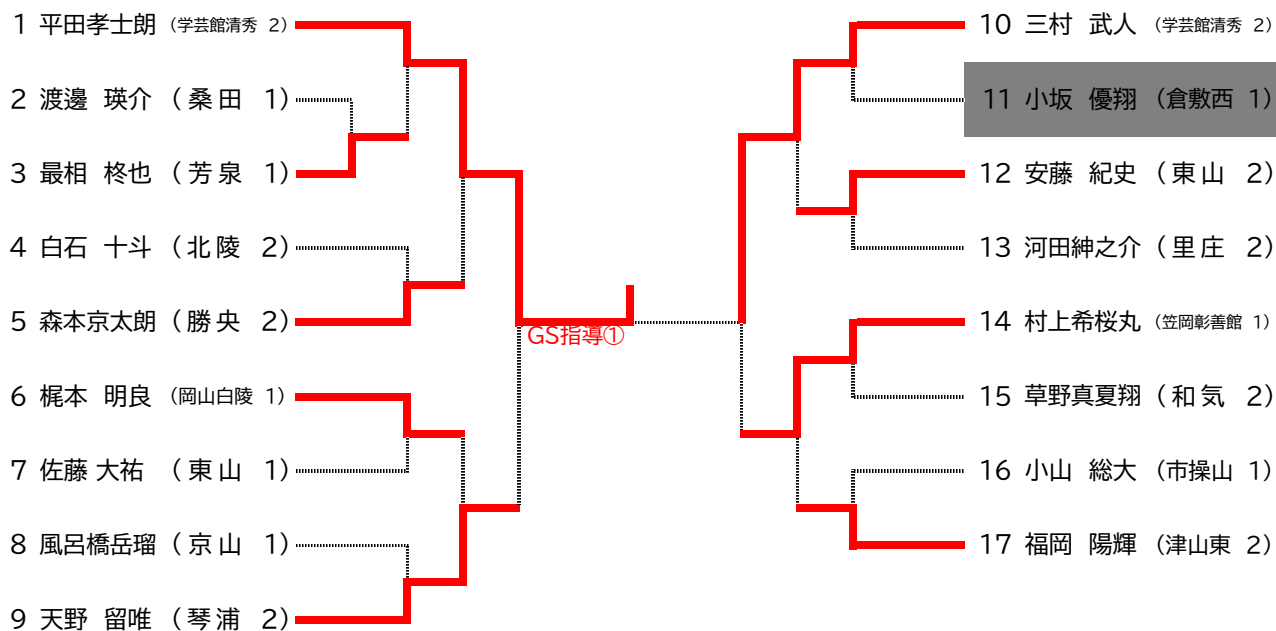 1 平田孝士朗 (学芸館清秀 2)
2 渡邊 瑛介 (桑田 1)
3 最相 柊也 (芳泉 1)
4 白石 十斗 (北陵 2)
5 森本京太朗 (勝央 2)
6 梶本 明良 (岡山白陵 1)
7 佐藤 大祐 (東山 1)
8 風呂橋岳瑠 (京山 1)
9 天野 留唯 (琴浦 2)
GS指導①
10 三村 武人 (学芸館清秀 2)
11 小坂 優翔 (倉敷西 1)
12 安藤 紀史 (東山 2)
13 河田紳之介 (里庄 2)
14 村上希桜丸 (笠岡彰善館 1)
15 草野真夏翔 (和気 2)
16 小山 総大 (市操山 1)
17 福岡 陽輝 (津山東 2)